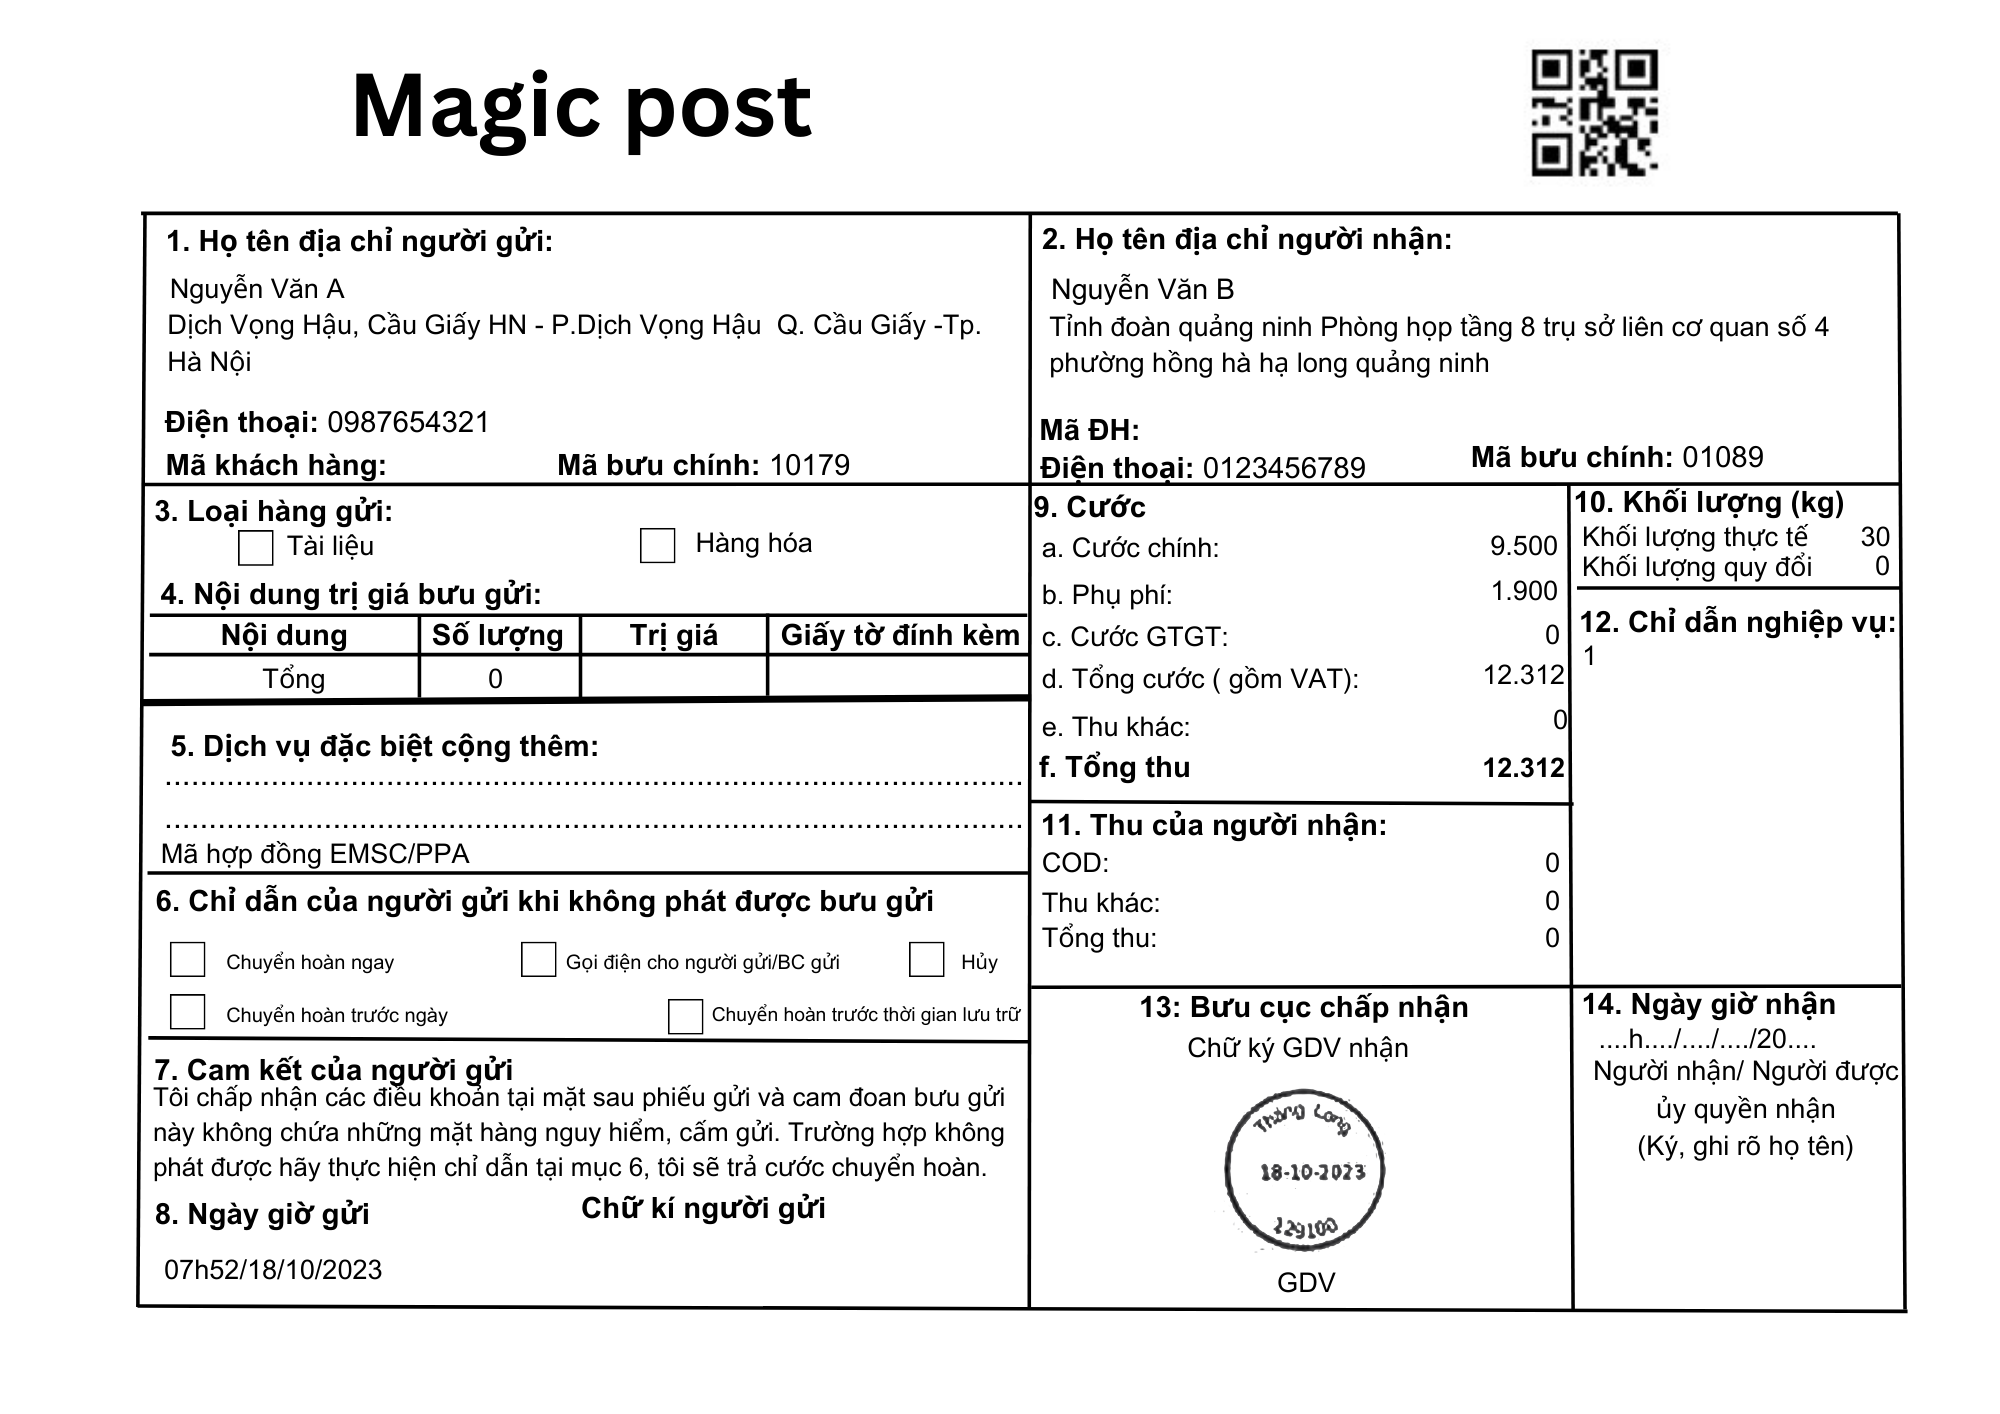 Magic post
1. Họ tên địa chỉ người gửi:
Nguyễn Văn A
Dịch Vọng Hậu, Cầu Giấy HN - P.Dịch Vọng Hậu  Q. Cầu Giấy -Tp.
Hà Nội
Điện thoại: 0987654321
Mã khách hàng: Mã bưu chính: 10179
2. Họ tên địa chỉ người nhận:
Nguyễn Văn B
Tỉnh đoàn quảng ninh Phòng họp tầng 8 trụ sở liên cơ quan số 4
phường hồng hà hạ long quảng ninh
Mã ĐH:
Điện thoại: 0123456789 Mã bưu chính: 01089
3. Loại hàng gửi:
Tài liệu Hàng hóa
4. Nội dung trị giá bưu gửi:
Nội dung Số lượng Trị giá Giấy tờ đính kèm
Tổng 0
5. Dịch vụ đặc biệt cộng thêm:
Mã hợp đồng EMSC/PPA
6. Chỉ dẫn của người gửi khi không phát được bưu gửi
Chuyển hoàn ngay Gọi điện cho người gửi/BC gửi Hủy
Chuyển hoàn trước ngày Chuyển hoàn trước thời gian lưu trữ
7. Cam kết của người gửi
Tôi chấp nhận các điều khoản tại mặt sau phiếu gửi và cam đoan bưu gửi
này không chứa những mặt hàng nguy hiểm, cấm gửi. Trường hợp không
phát được hãy thực hiện chỉ dẫn tại mục 6, tôi sẽ trả cước chuyển hoàn.
8. Ngày giờ gửi Chữ kí người gửi
07h52/18/10/2023
9. Cước
a. Cước chính: 9.500
b. Phụ phí: 1.900
c. Cước GTGT: 0
d. Tổng cước ( gồm VAT): 12.312
e. Thu khác: 0
f. Tổng thu 12.312
10. Khối lượng (kg)
Khối lượng thực tế 30
Khối lượng quy đổi 0
11. Thu của người nhận:
COD: 0
Thu khác: 0
Tổng thu: 0
12. Chỉ dẫn nghiệp vụ:
1
13: Bưu cục chấp nhận
Chữ ký GDV nhận
Thăng Long
18-10-2023
129100
GDV
14. Ngày giờ nhận
....h..../..../..../20....
Người nhận/ Người được
ủy quyền nhận
(Ký, ghi rõ họ tên)